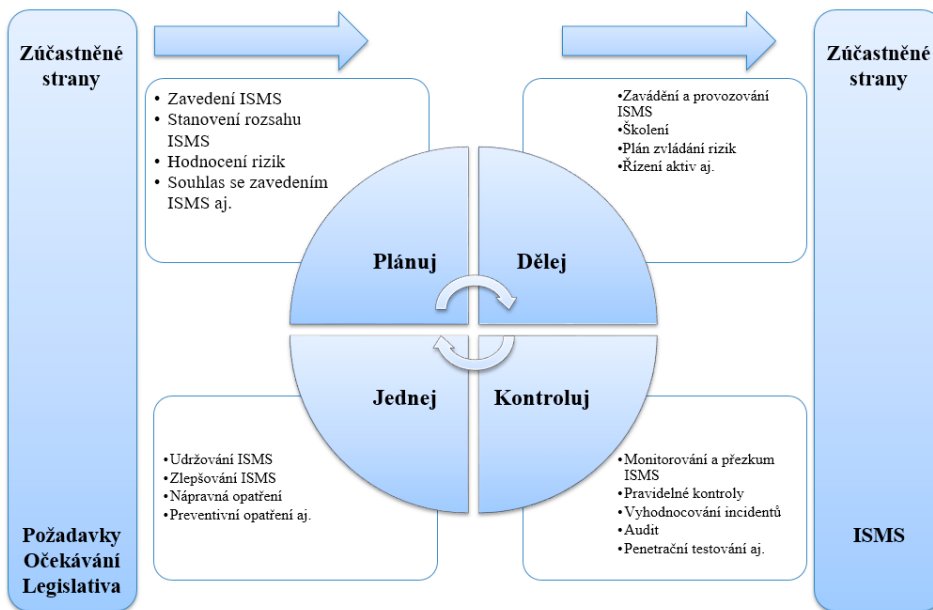 Zúčastněné
strany
Požadavky
Očekávání
Legislativa
• Zavedení ISMS
• Stanovení rozsahu
ISMS
• Hodnocení rizik
• Souhlas se zavedením
ISMS aj.
•Zavádění a provozování
ISMS
•Školení
•Plán zvládání rizik
•Řízení aktiv aj.
Plánuj
Dělej
Jednej
Kontroluj
•Udržování ISMS
•Zlepšování ISMS
•Nápravná opatření
•Preventivní opatření aj.
•Monitorování a přezkum
ISMS
•Pravidelné kontroly
•Vyhodnocování incidentů
•Audit
•Penetrační testování aj.
Zúčastněné
strany
ISMS